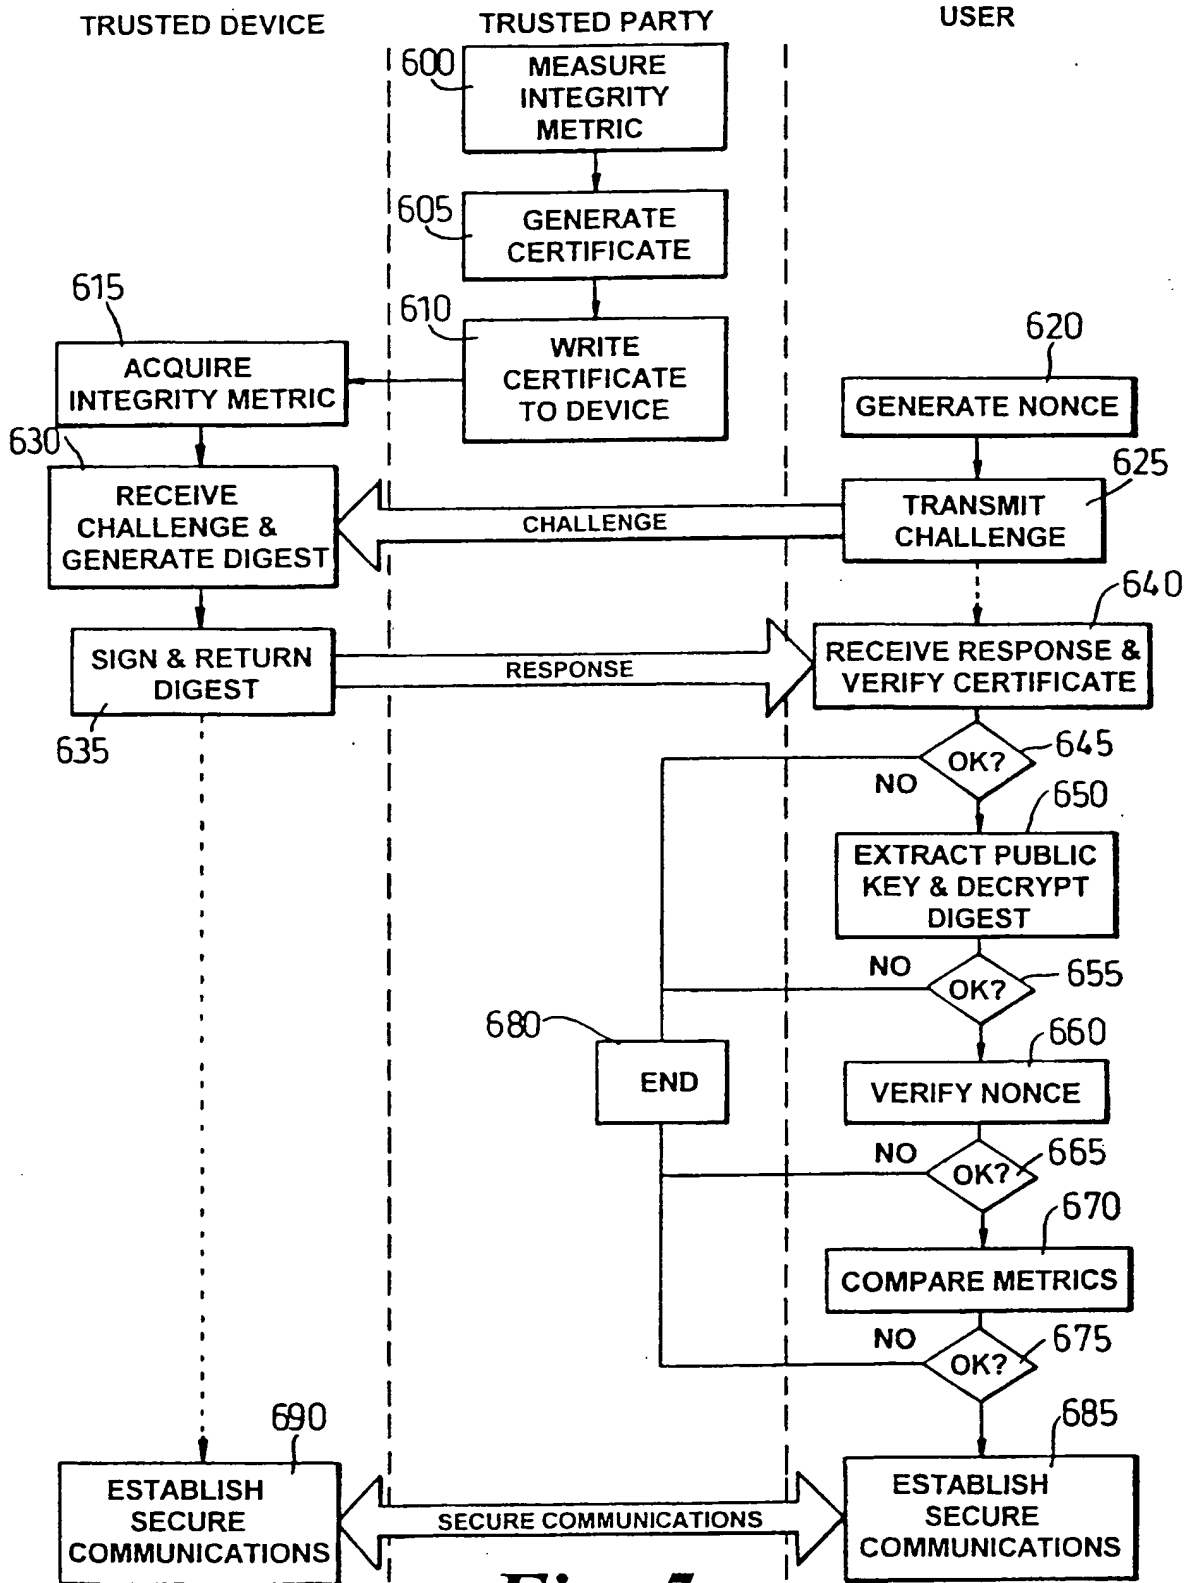 TRUSTED DEVICE
TRUSTED PARTY
USER
600
MEASURE
INTEGRITY
METRIC
605
GENERATE
CERTIFICATE
610
WRITE
CERTIFICATE
TO DEVICE
615
ACQUIRE
INTEGRITY METRIC
620
GENERATE NONCE
625
TRANSMIT
CHALLENGE
CHALLENGE
630
RECEIVE
CHALLENGE &
GENERATE DIGEST
SIGN & RETURN
DIGEST
635
RESPONSE
640
RECEIVE RESPONSE &
VERIFY CERTIFICATE
OK?
645
NO
650
EXTRACT PUBLIC
KEY & DECRYPT
DIGEST
NO
OK?
655
680
END
660
VERIFY NONCE
NO
OK?
665
670
COMPARE METRICS
NO
OK?
675
690
ESTABLISH
SECURE
COMMUNICATIONS
SECURE COMMUNICATIONS
685
ESTABLISH
SECURE
COMMUNICATIONS